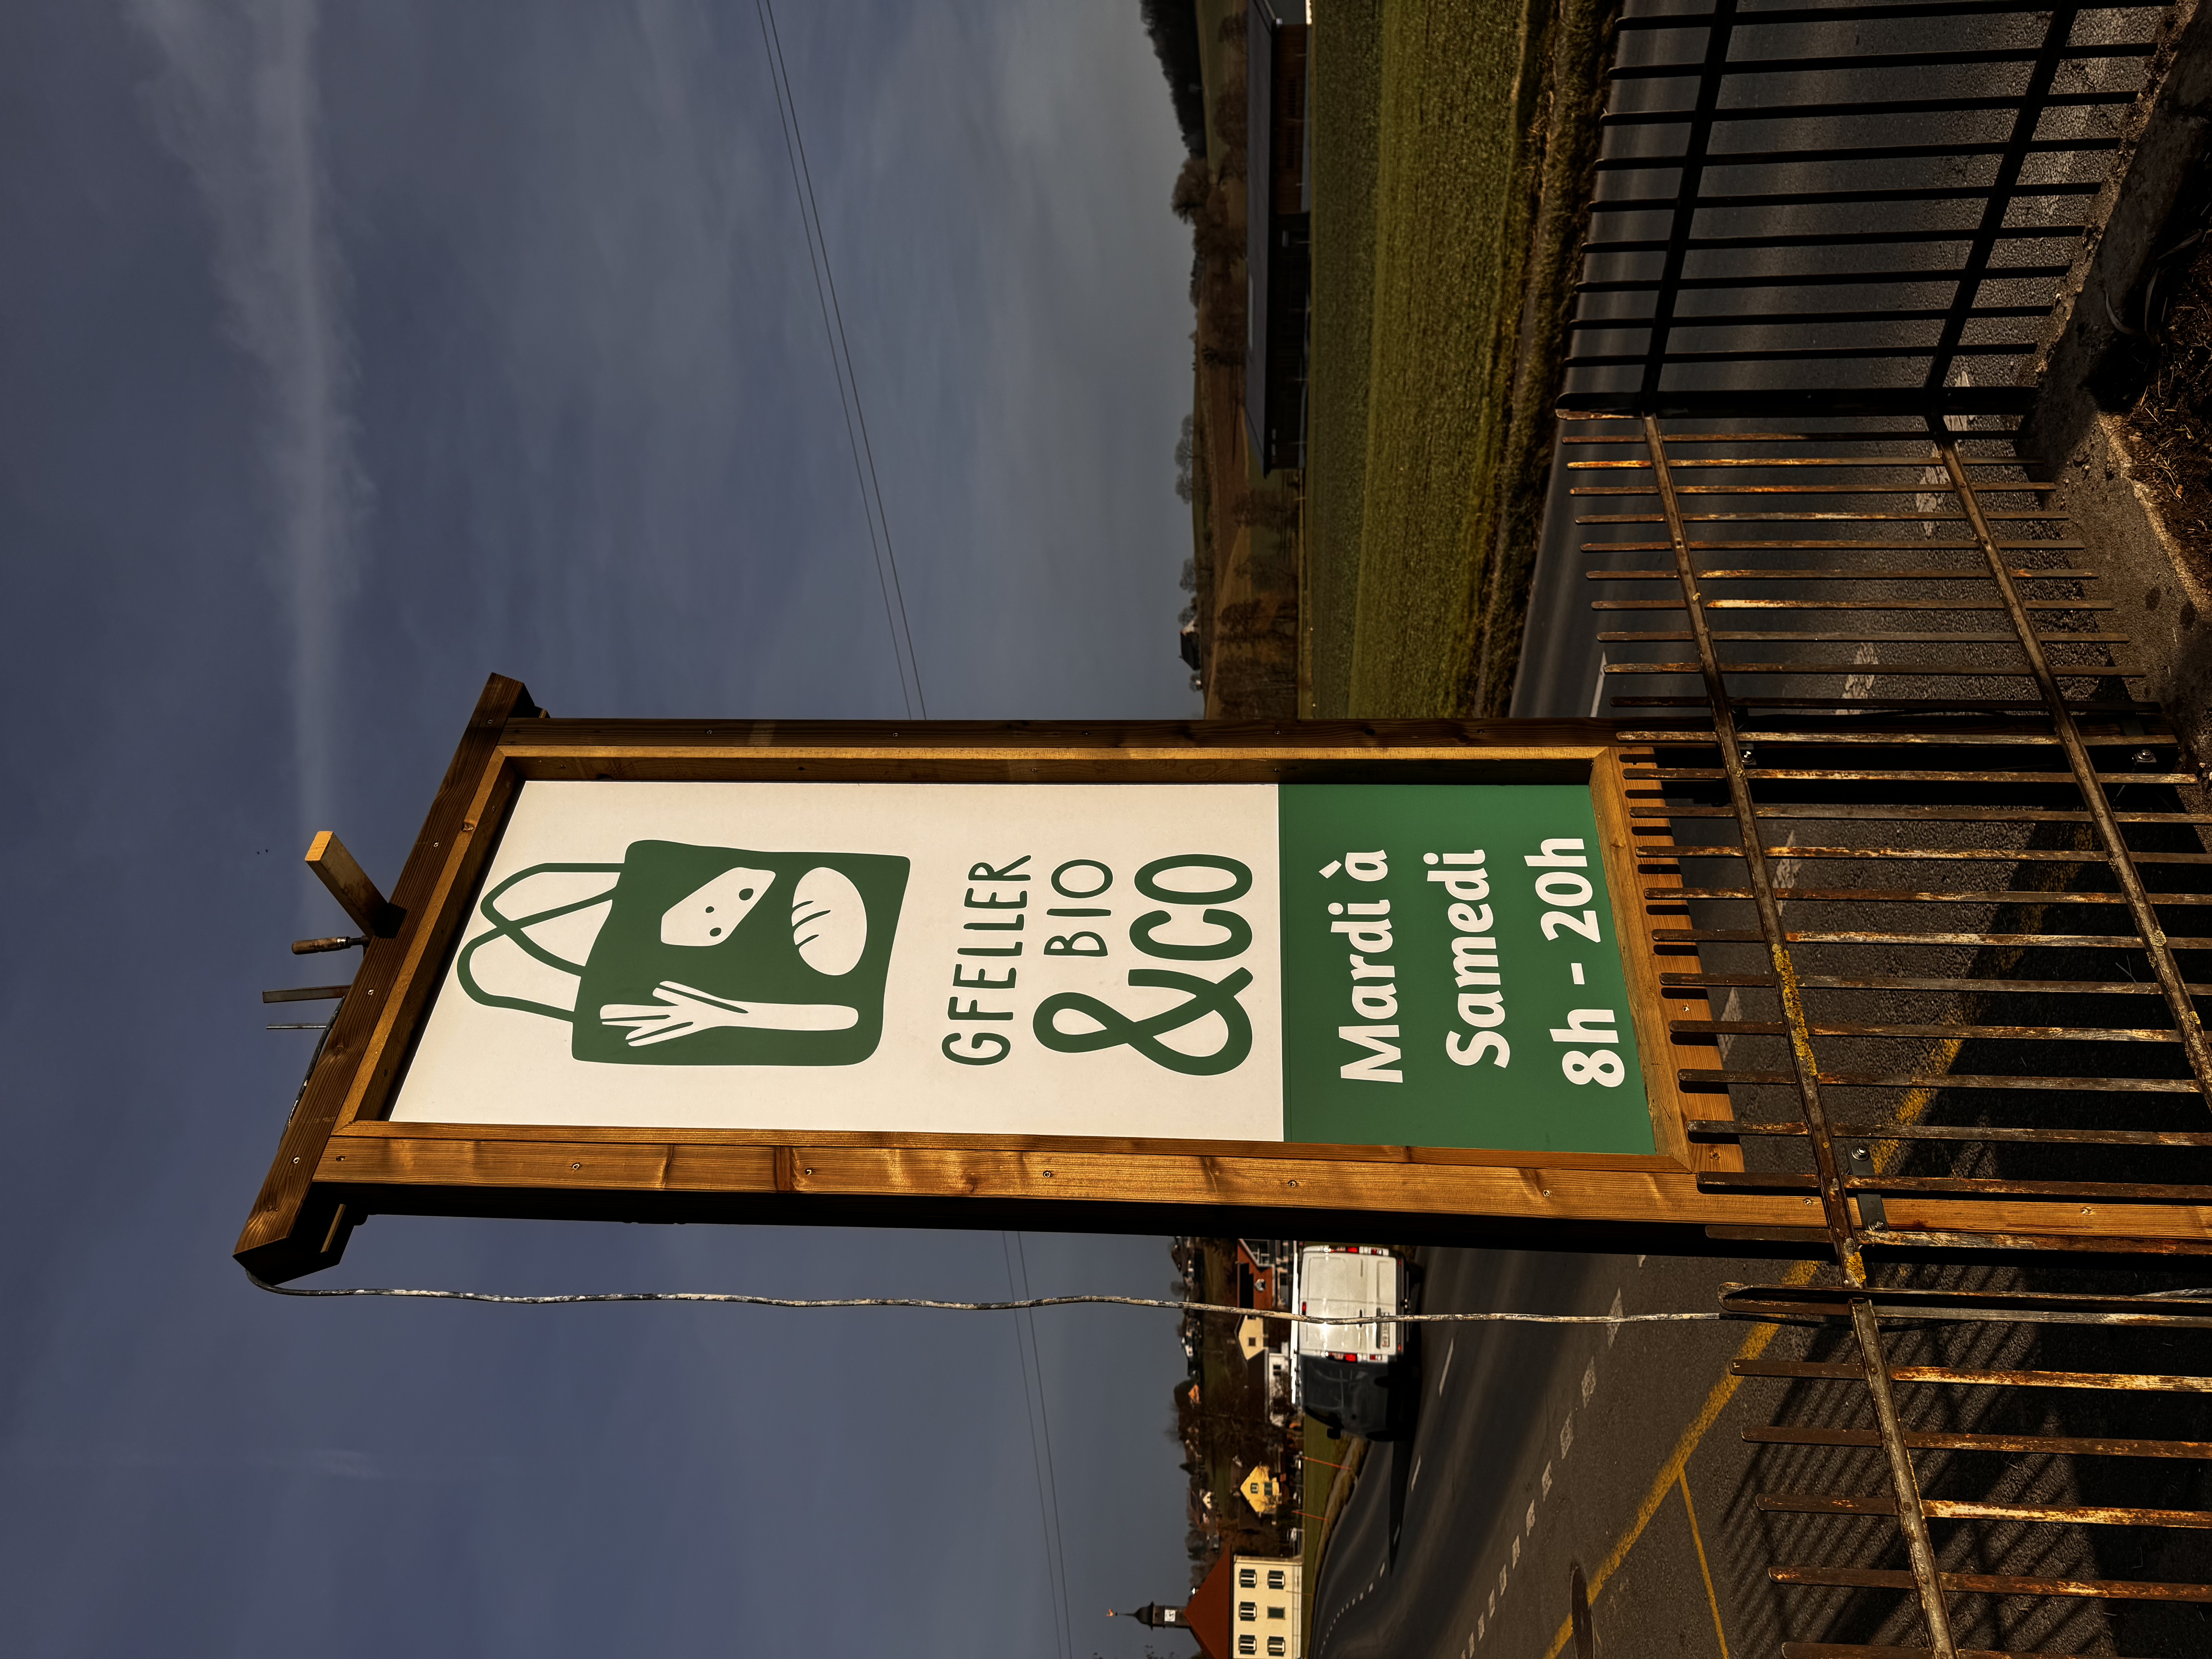 GFELLER
BIO
&CO
Mardi à
Samedi
8h - 20h